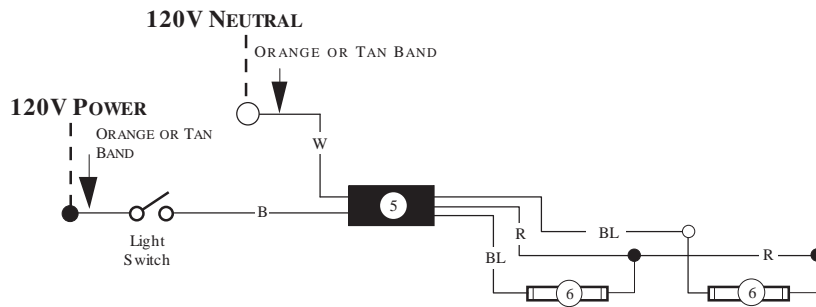 120V NEUTRAL
ORANGE OR TAN BAND
120V POWER
ORANGE OR TAN
BAND
W
5
B
R
BL
R
Light
Switch
BL
6
6